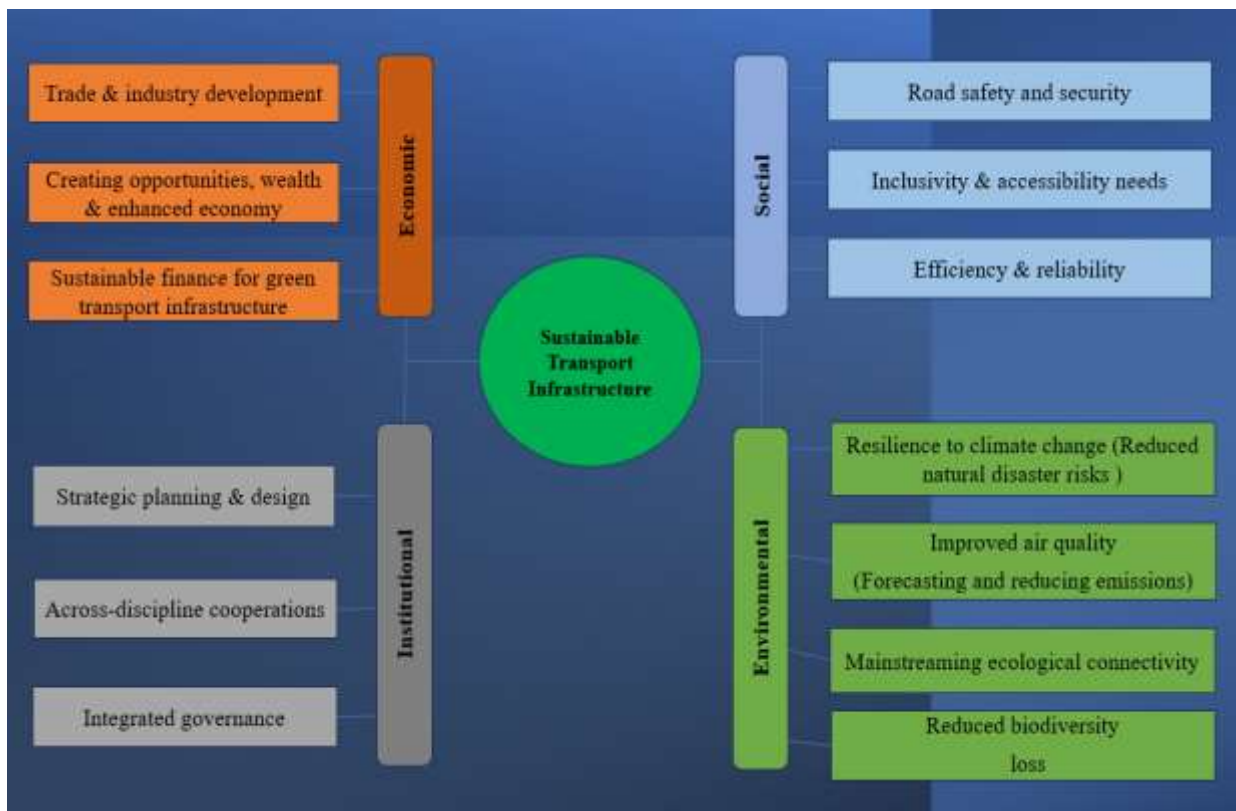 Trade & industry development
Creating opportunities, wealth
& enhanced economy
Sustainable finance for green
transport infrastructure
Economic
Social
Road safety and security
Inclusivity & accessibility needs
Efficiency & reliability
Sustainable
Transport
Infrastructure
Strategic planning & design
Across-discipline cooperations
Integrated governance
Institutional
Environmental
Resilience to climate change (Reduced
natural disaster risks )
Improved air quality
(Forecasting and reducing emissions)
Mainstreaming ecological connectivity
Reduced biodiversity
loss